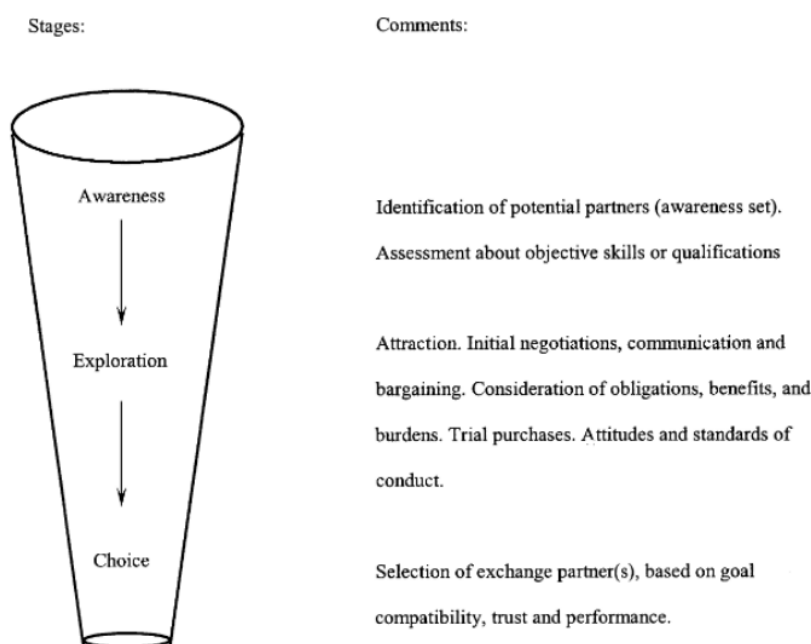 Stages:
Comments:
Awareness
Identification of potential partners (awareness set).
Assessment about objective skills or qualifications
Exploration
Attraction. Initial negotiations, communication and
bargaining. Consideration of obligations, benefits, and
burdens. Trial purchases. Attitudes and standards of
conduct.
Choice
Selection of exchange partner(s), based on goal
compatibility, trust and performance.